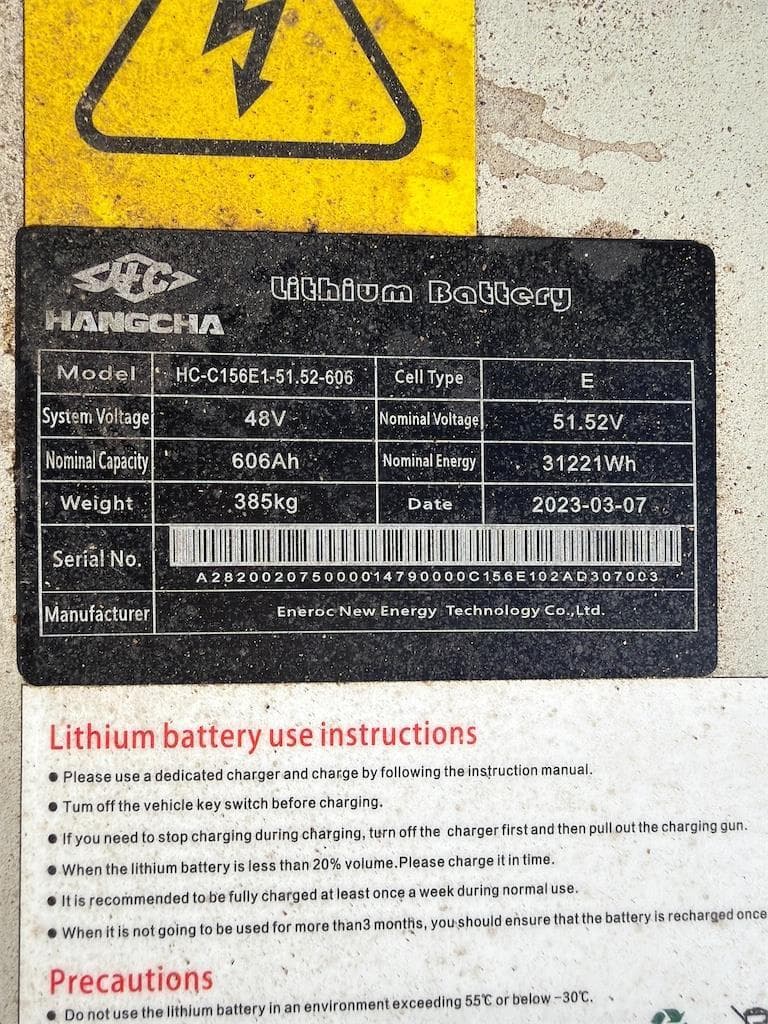 HC
HANGCHA
Lithium Battery
Model HC-C156E1-51.52-606 Cell Type E
System Voltage 48V Nominal Voltage 51.52V
Nominal Capacity 606Ah Nominal Energy 31221Wh
Weight 385kg Date 2023-03-07
Serial No.
A282002075000014790000C156E102AD307003
Manufacturer Eneroc New Energy Technology Co.,Ltd.
Lithium battery use instructions
● Please use a dedicated charger and charge by following the instruction manual.
● Tum off the vehicle key switch before charging.
● If you need to stop charging during charging, turn off the charger first and then pull out the charging gun.
● When the lithium battery is less than 20% volume.Please charge it in time.
● It is recommended to be fully charged at least once a week during normal use.
● When it is not going to be used for more than3 months, you should ensure that the battery is recharged once
Precautions
● Do not use the lithium battery in an environment exceeding 55℃ or below -30℃.